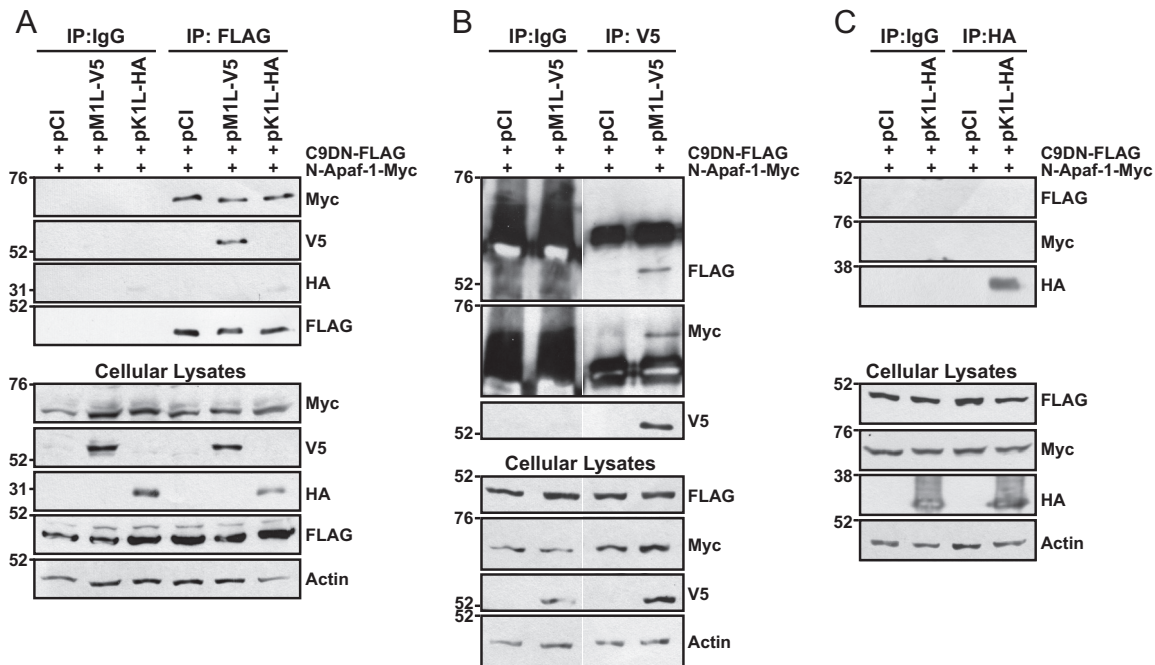 A
IP:IgG IP: FLAG
pCI pM1L-V5 pK1L-HA pCI pM1L-V5 pK1L-HA
+ + + + + + C9DN-FLAG
+ + + + + + N-Apaf-1-Myc
76 Myc
52 V5
31 HA
52 FLAG
Cellular Lysates
76 Myc
52 V5
31 HA
52 FLAG
52 Actin
B
IP:IgG IP: V5
pCI pM1L-V5 pCI pM1L-V5
+ + + + C9DN-FLAG
+ + + + N-Apaf-1-Myc
76
52 FLAG
76 Myc
52 V5
Cellular Lysates
52 FLAG
76 Myc
52 V5
52 Actin
C
IP:IgG IP:HA
pCI pK1L-HA pCI pK1L-HA
+ + + + C9DN-FLAG
+ + + + N-Apaf-1-Myc
52 FLAG
76 Myc
38 HA
Cellular Lysates
52 FLAG
76 Myc
38 HA
52 Actin